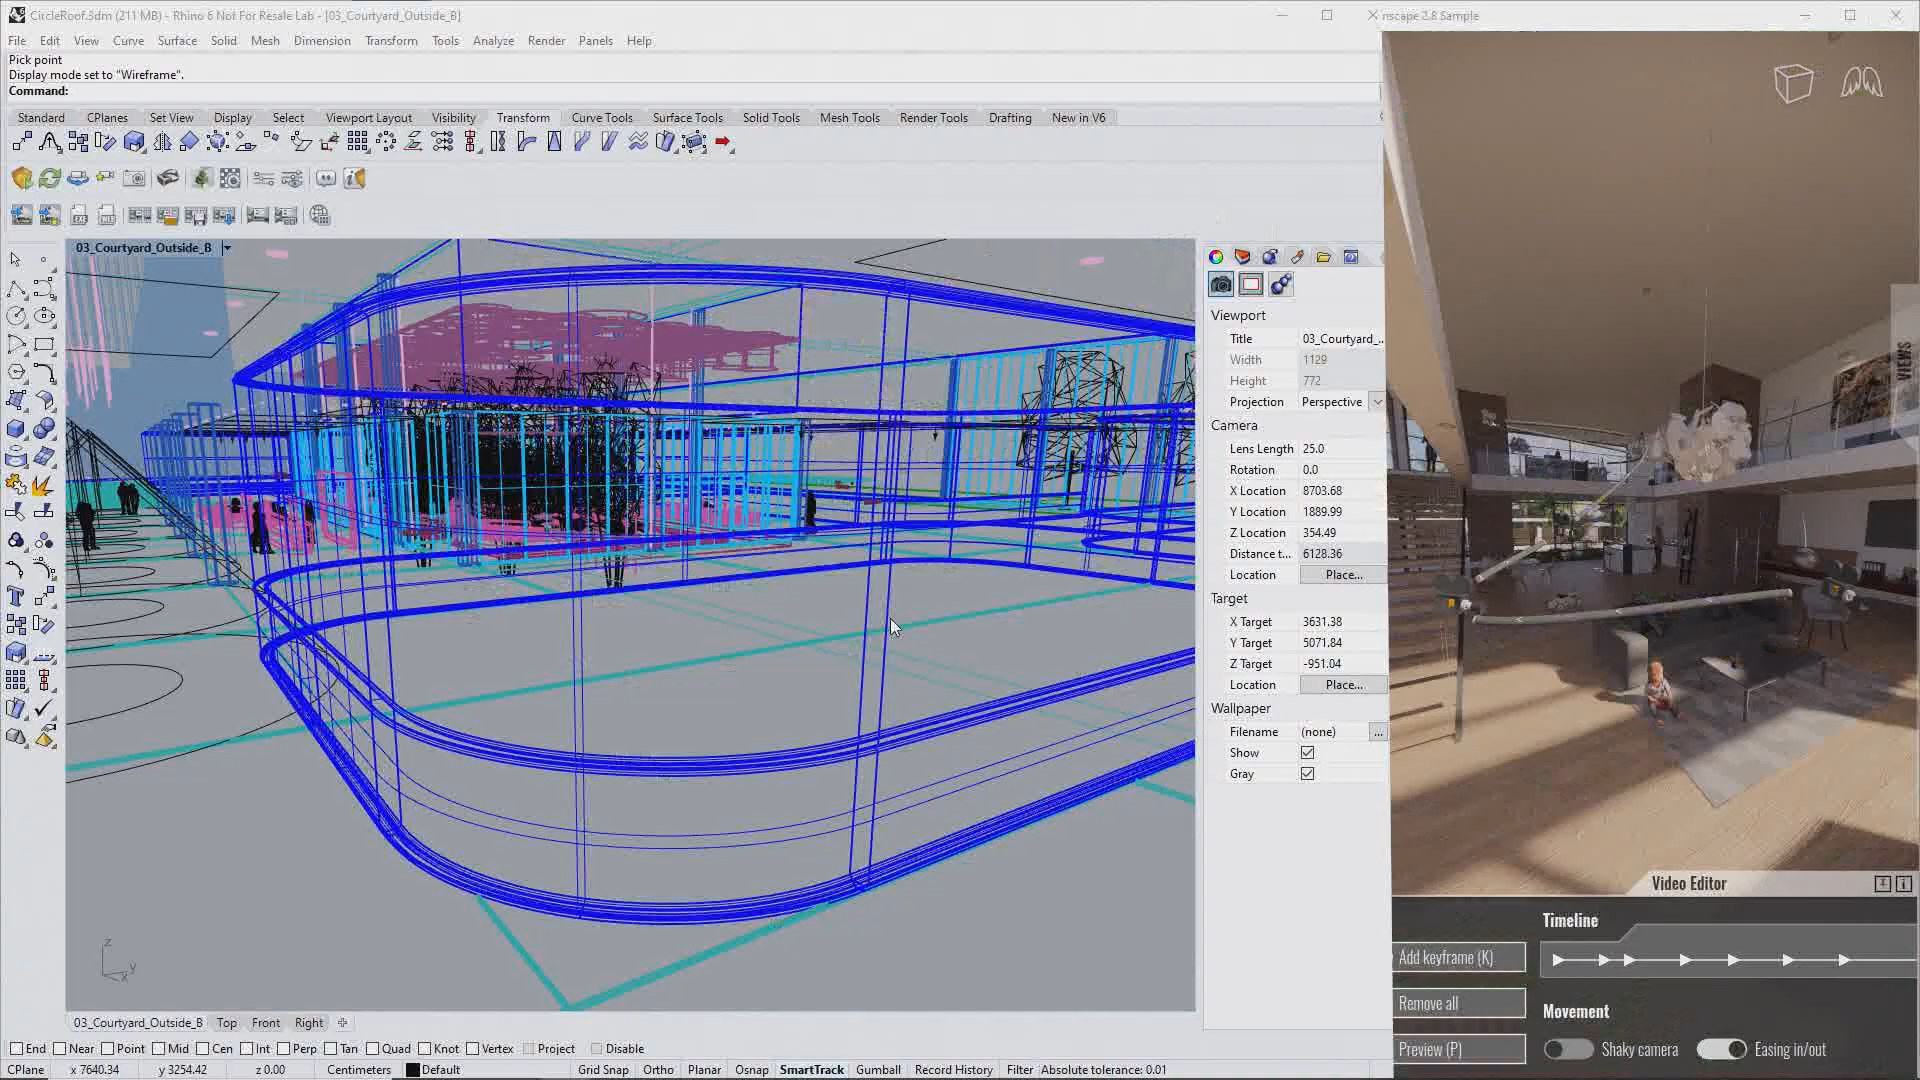 CircleRoof.3dm (211 MB) - Rhino 6 Not For Resale Lab - [03_Courtyard_Outside_B]
nscape 2.8 Sample
File Edit View Curve Surface Solid Mesh Dimension Transform Tools Analyze Render Panels Help
Pick point
Display mode set to "Wireframe".
Command:
Standard CPlanes Set View Display Select Viewport Layout Visibility Transform Curve Tools Surface Tools Solid Tools Mesh Tools Render Tools Drafting New in V6
03_Courtyard_Outside_B
Viewport
Title 03_Courtyard_...
Width 1129
Height 772
Projection Perspective
Camera
Lens Length 25.0
Rotation 0.0
X Location 8703.68
Y Location 1889.99
Z Location 354.49
Distance t... 6128.36
Location Place...
Target
X Target 3631.38
Y Target 5071.84
Z Target -951.04
Location Place...
Wallpaper
Filename (none) ...
Show
Gray
VIEWS
Video Editor
Timeline
Add keyframe (K)
Remove all
Movement
Preview (P)
Shaky camera Easing in/out
z
y
x
03_Courtyard_Outside_B Top Front Right
End Near Point Mid Cen Int Perp Tan Quad Knot Vertex Project Disable
CPlane x 7640.34 y 3254.42 z 0.00 Centimeters Default Grid Snap Ortho Planar Osnap SmartTrack Gumball Record History Filter Absolute tolerance: 0.01